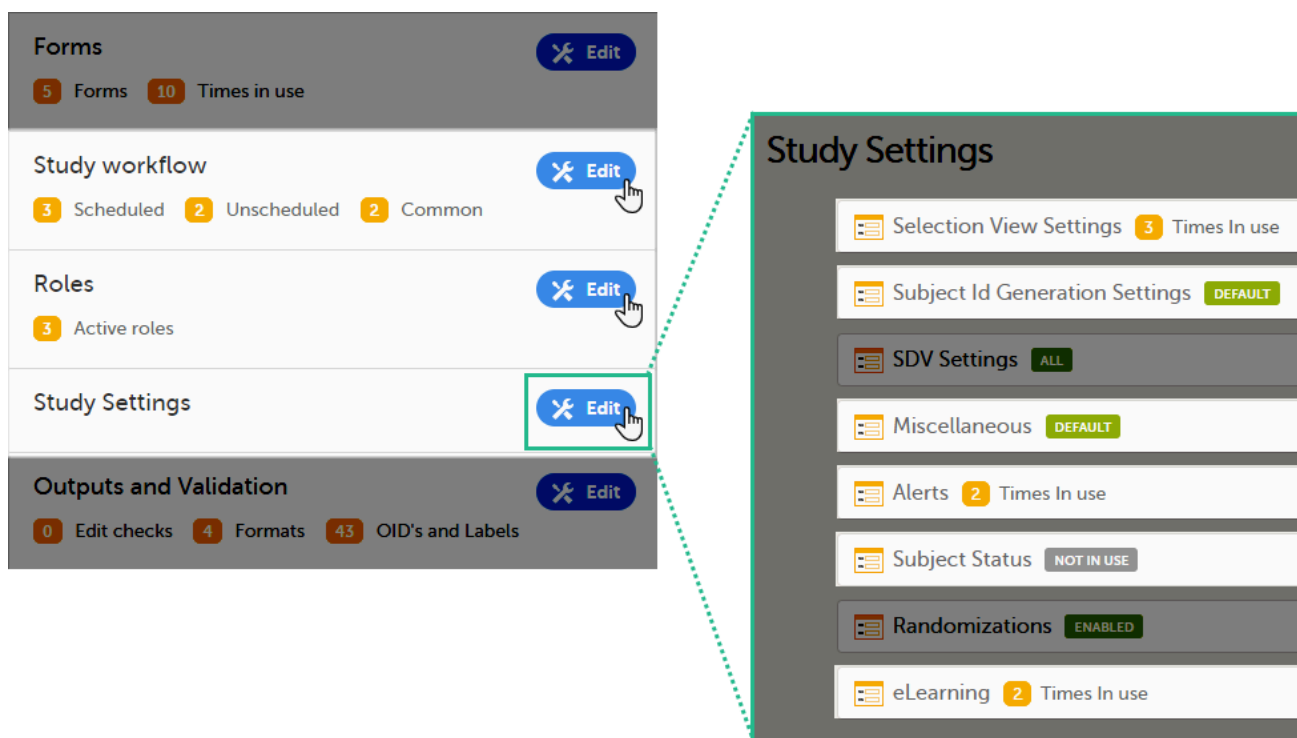 Forms
Edit
5 Forms 10 Times in use
Study workflow
Edit
3 Scheduled 2 Unscheduled 2 Common
Roles
Edit
3 Active roles
Study Settings
Edit
Outputs and Validation
Edit
0 Edit checks 4 Formats 43 OID's and Labels
Study Settings
Selection View Settings 3 Times In use
Subject Id Generation Settings DEFAULT
SDV Settings ALL
Miscellaneous DEFAULT
Alerts 2 Times In use
Subject Status NOT IN USE
Randomizations ENABLED
eLearning 2 Times In use